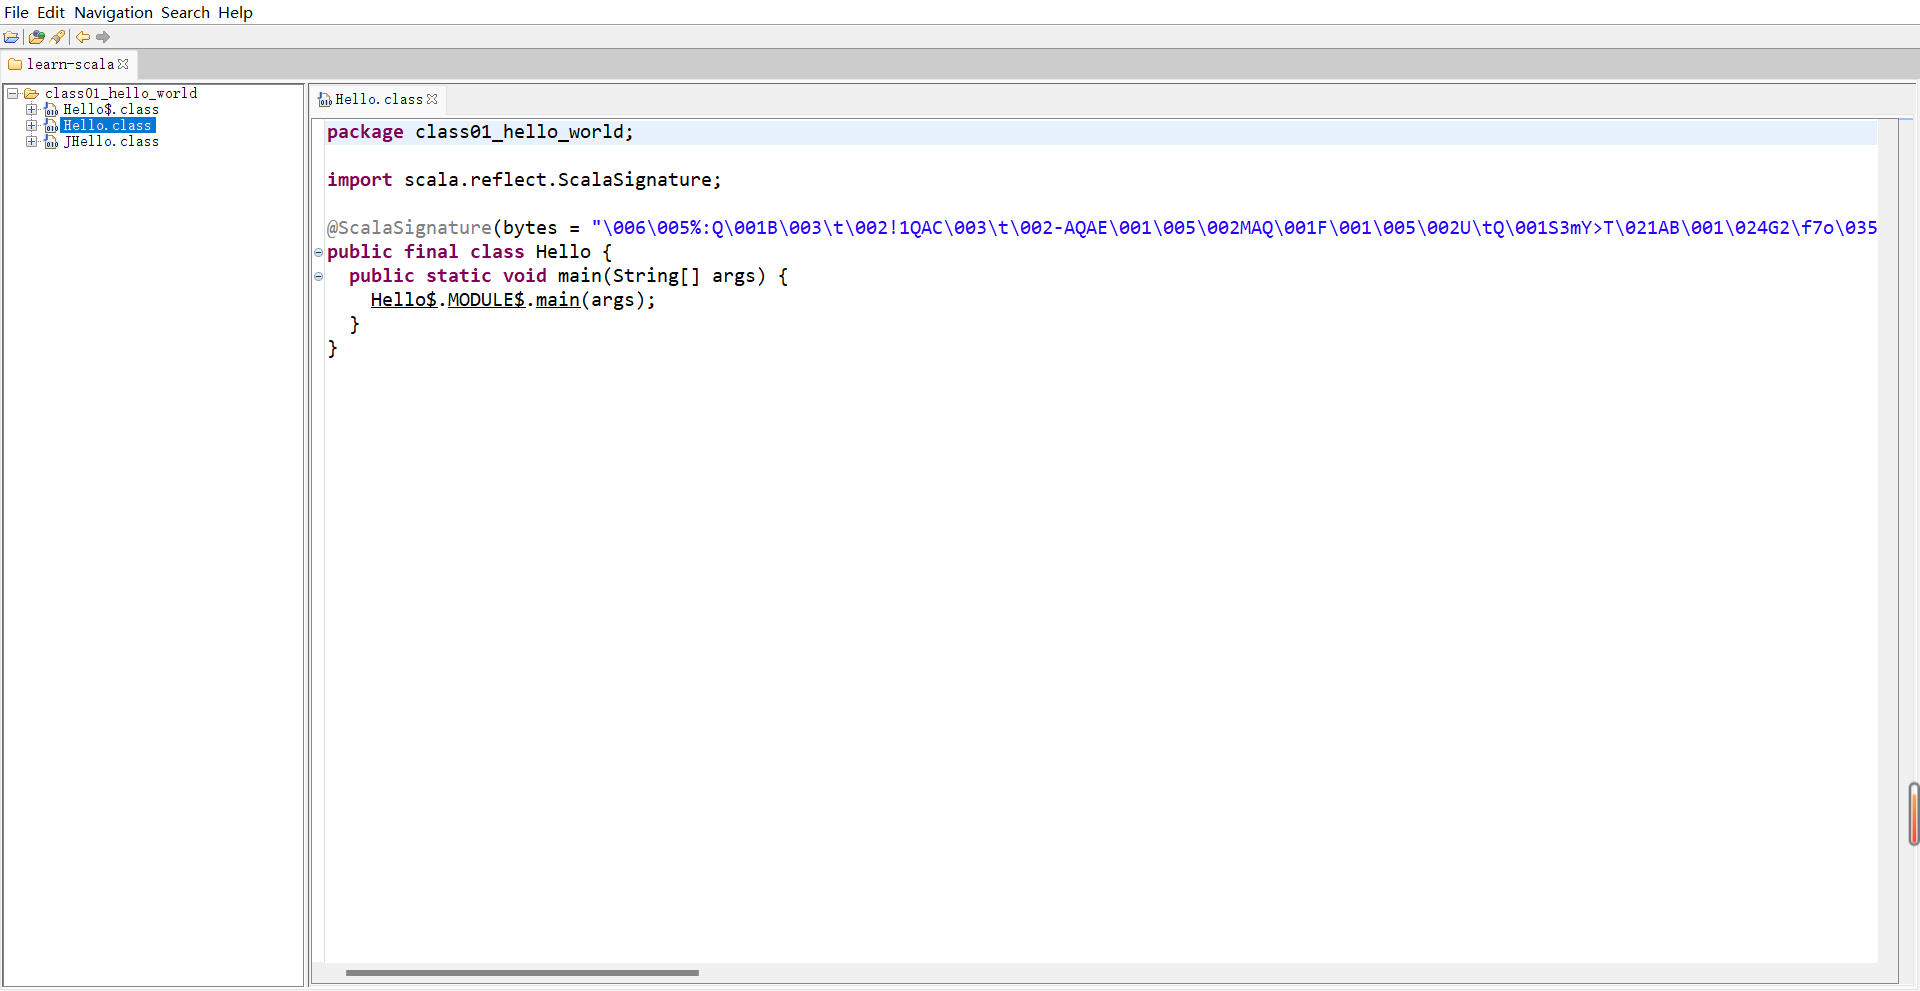 File Edit Navigation Search Help
learn-scala
class01_hello_world
Hello$.class
Hello.class
JHello.class
Hello.class
package class01_hello_world;
import scala.reflect.ScalaSignature;
@ScalaSignature(bytes = "\006\005%:Q\001B\003\t\002!1QAC\003\t\002-AQAE\001\005\002MAQ\001F\001\005\002U\tQ\001S3mY>T\021AB\001\024G2\f7o\035
public final class Hello {
public static void main(String[] args) {
Hello$.MODULE$.main(args);
}
}